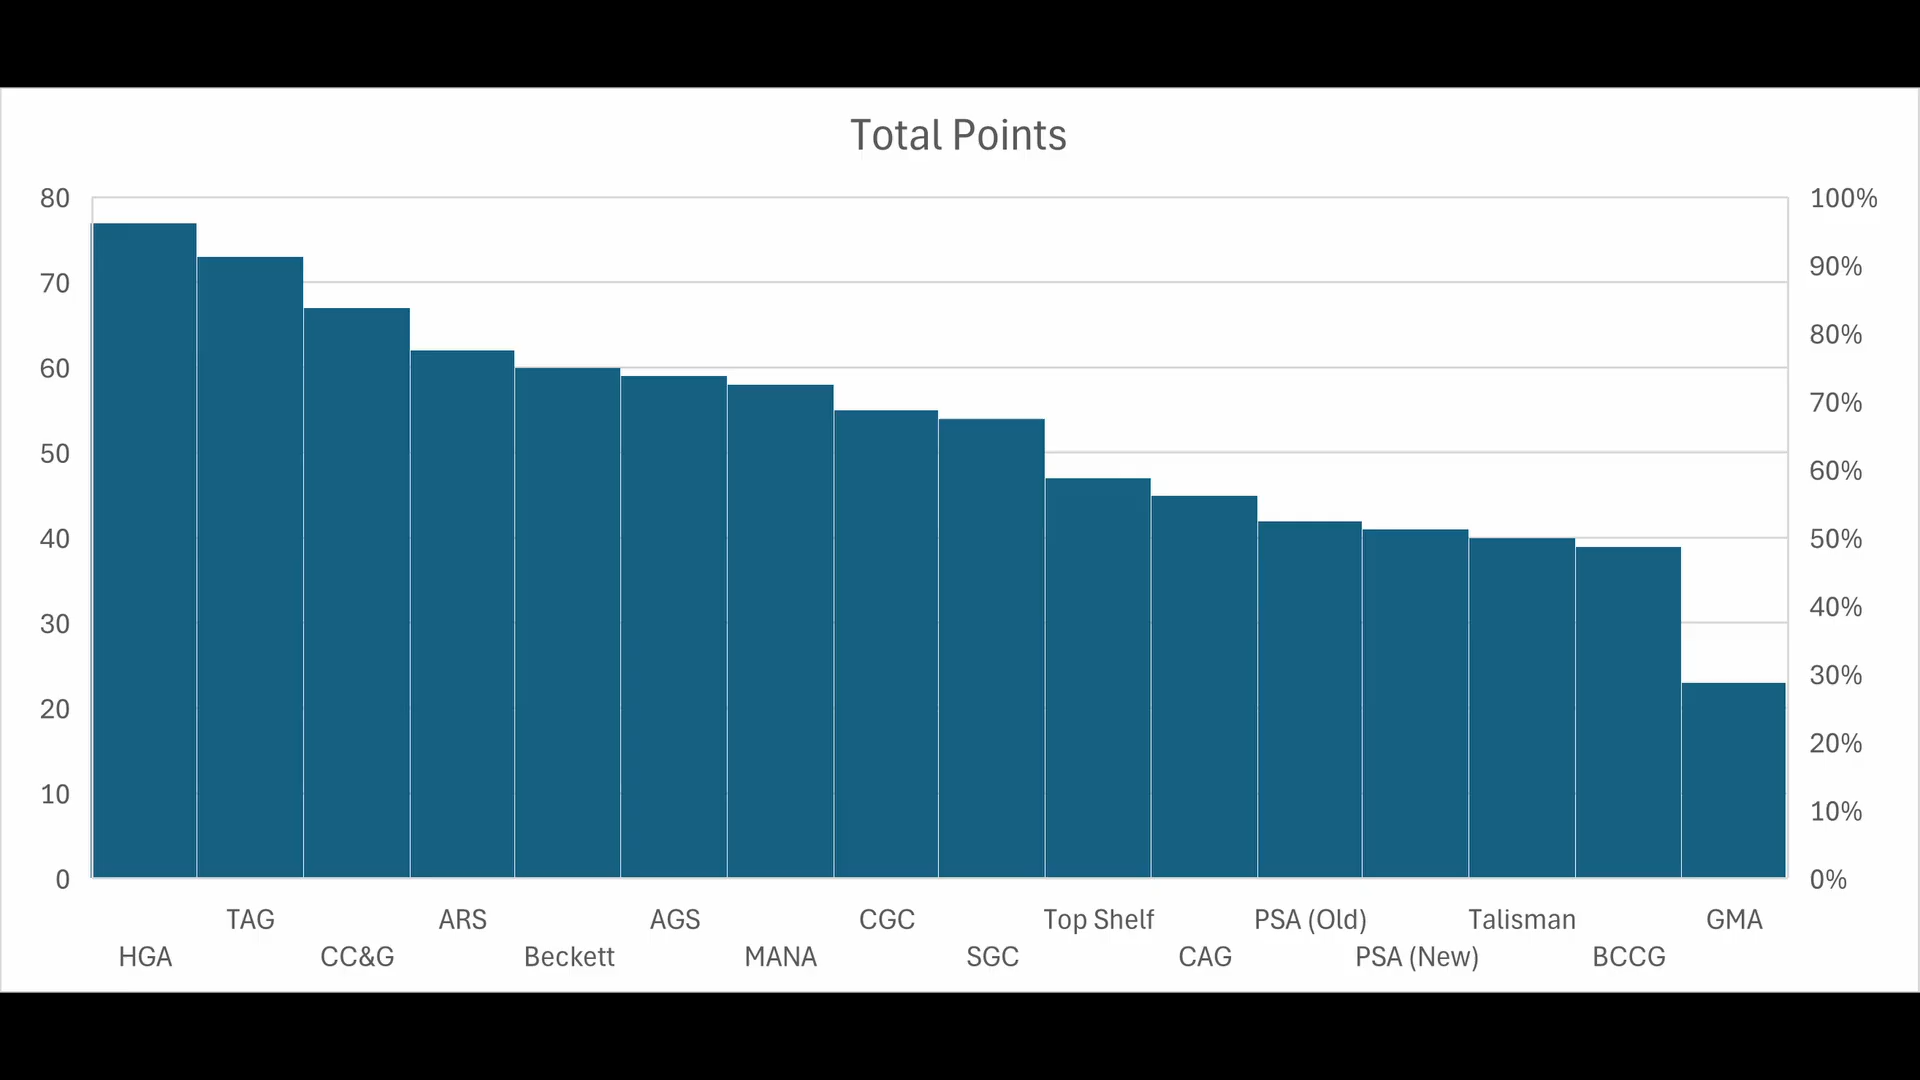 Total Points
80
70
60
50
40
30
20
10
0
100%
90%
80%
70%
60%
50%
40%
30%
20%
10%
0%
HGA
TAG
CC&G
ARS
Beckett
AGS
MANA
CGC
SGC
Top Shelf
CAG
PSA (Old)
PSA (New)
Talisman
BCCG
GMA